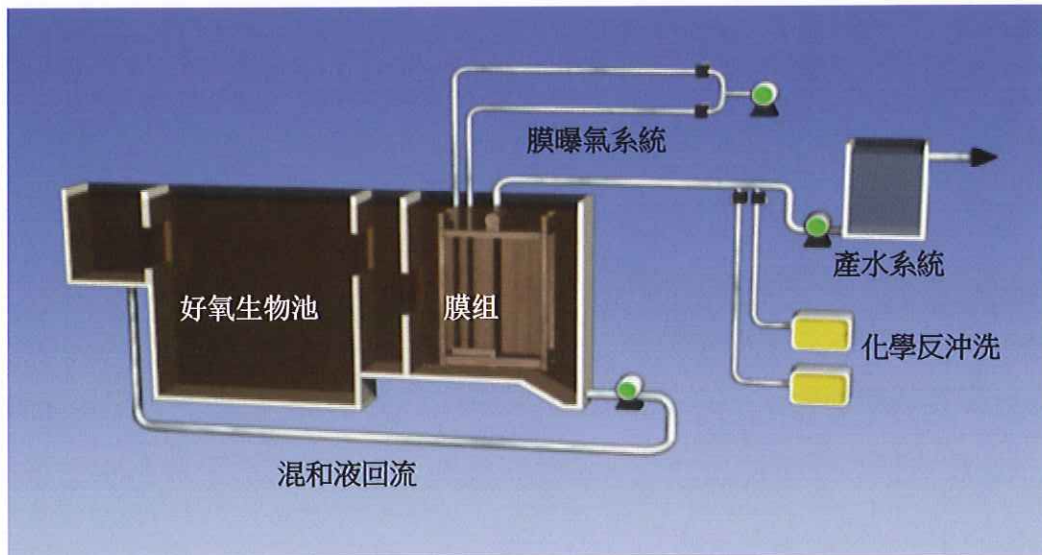 膜曝氣系統
產水系統
好氧生物池
膜组
化學反冲洗
混和液回流